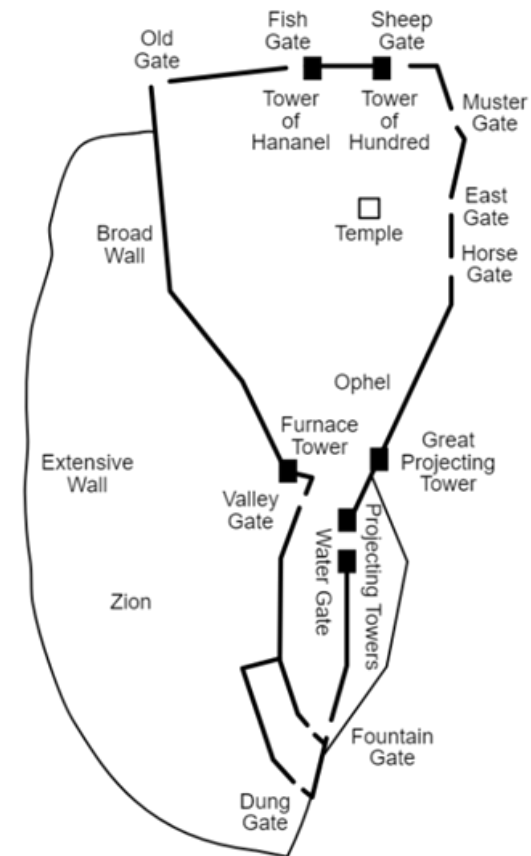 Fish
Gate
Sheep
Gate
Old
Gate
Tower
of
Hananel
Tower
of
Hundred
Muster
Gate
East
Gate
Temple
Broad
Wall
Horse
Gate
Ophel
Furnace
Tower
Great
Projecting
Tower
Extensive
Wall
Valley
Gate
Projecting Towers
Water Gate
Zion
Fountain
Gate
Dung
Gate